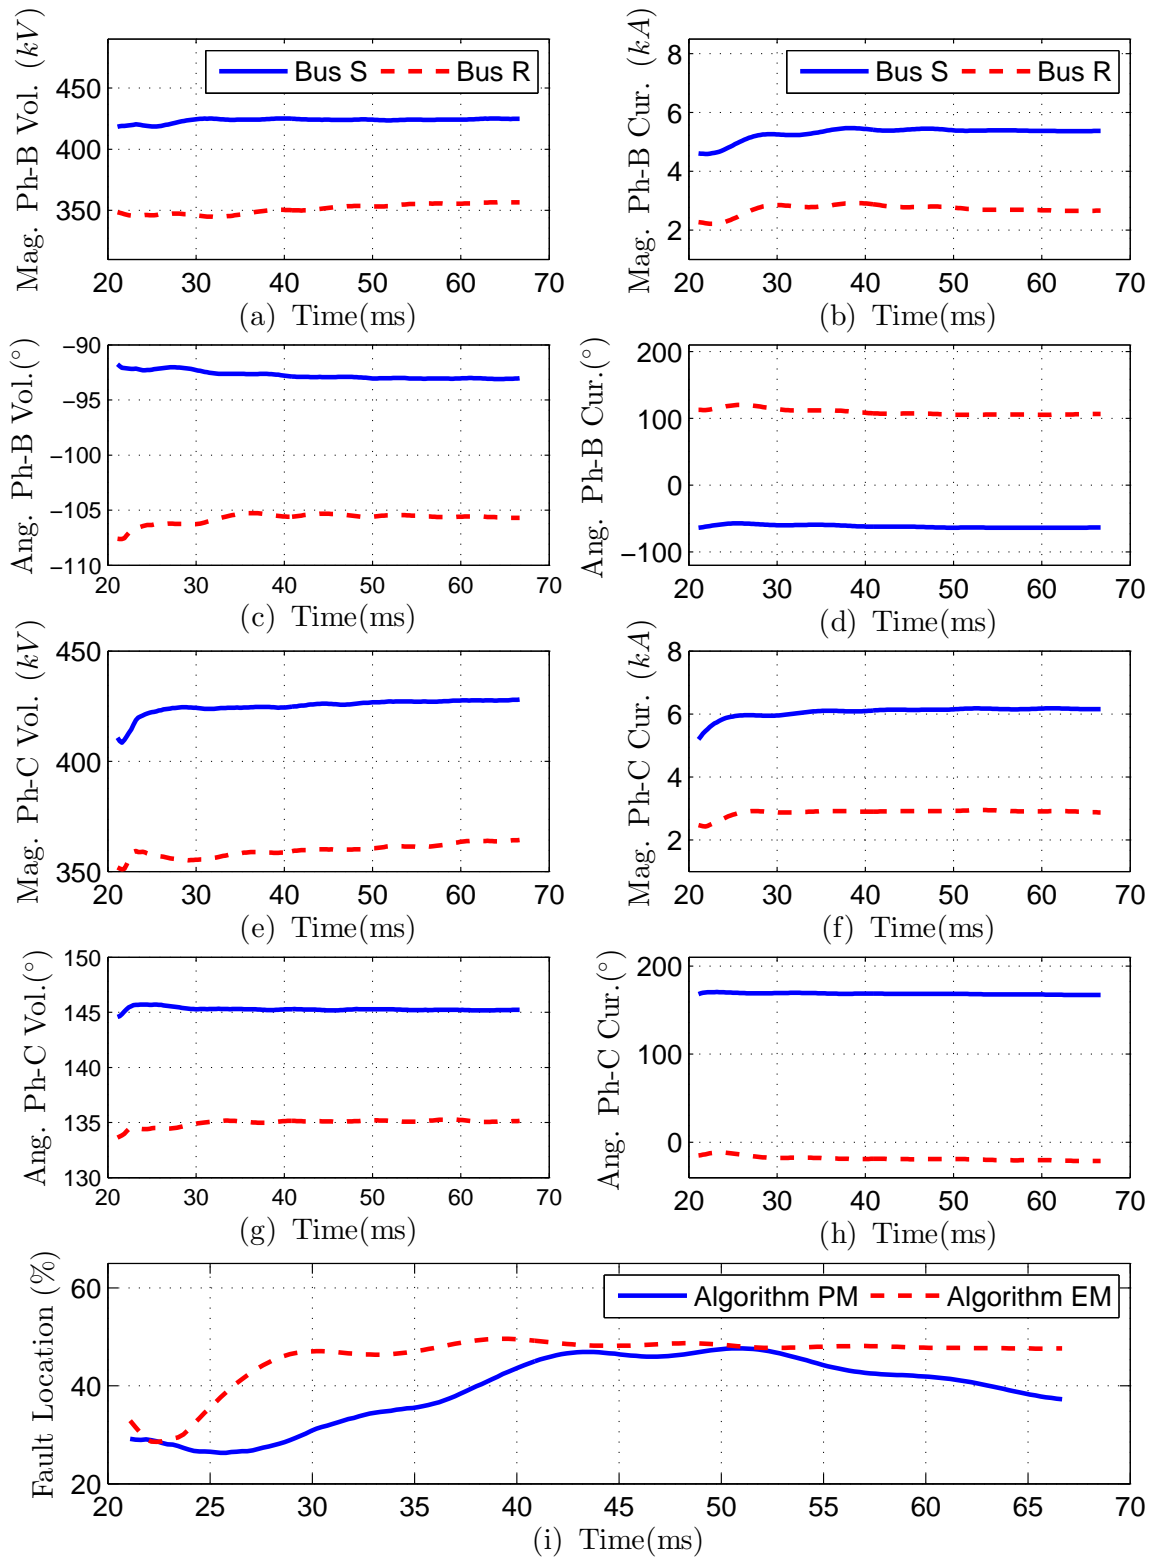 Mag. Ph-B Vol. (kV)
450
400
350
Bus S
Bus R
20 30 40 50 60 70
(a) Time(ms)
Mag. Ph-B Cur. (kA)
8
6
4
2
Bus S
Bus R
20 30 40 50 60 70
(b) Time(ms)
Ang. Ph-B Vol.(°)
−90
−95
−100
−105
−110
20 30 40 50 60 70
(c) Time(ms)
Ang. Ph-B Cur.(°)
200
100
0
−100
20 30 40 50 60 70
(d) Time(ms)
Mag. Ph-C Vol. (kV)
450
400
350
20 30 40 50 60 70
(e) Time(ms)
Mag. Ph-C Cur. (kA)
8
6
4
2
20 30 40 50 60 70
(f) Time(ms)
Ang. Ph-C Vol.(°)
150
145
140
135
130
20 30 40 50 60 70
(g) Time(ms)
Ang. Ph-C Cur.(°)
200
100
0
20 30 40 50 60 70
(h) Time(ms)
Fault Location (%)
60
40
20
Algorithm PM
Algorithm EM
20 25 30 35 40 45 50 55 60 65 70
(i) Time(ms)